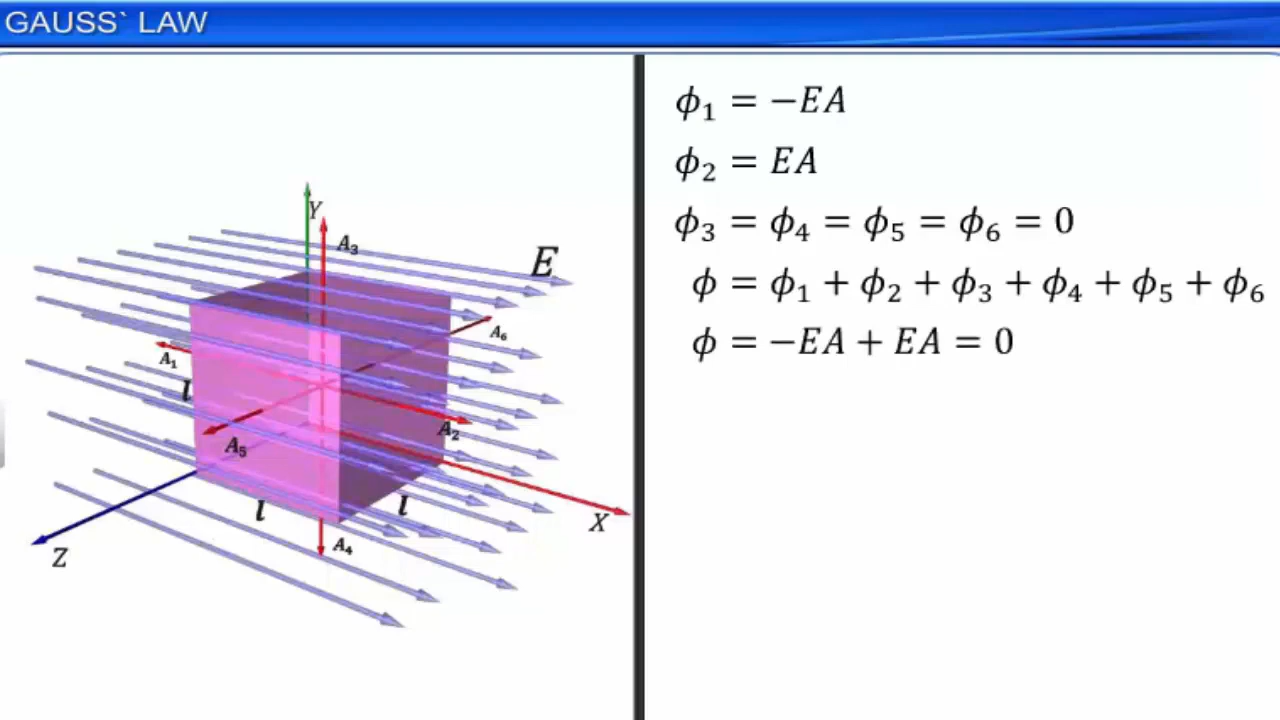 GAUSS` LAW
Y
A₃
E
A₆
A₁
l
A₂
A₅
l
l
X
A₄
Z
ϕ₁ = −EA
ϕ₂ = EA
ϕ₃ = ϕ₄ = ϕ₅ = ϕ₆ = 0
ϕ = ϕ₁ + ϕ₂ + ϕ₃ + ϕ₄ + ϕ₅ + ϕ₆
ϕ = −EA + EA = 0